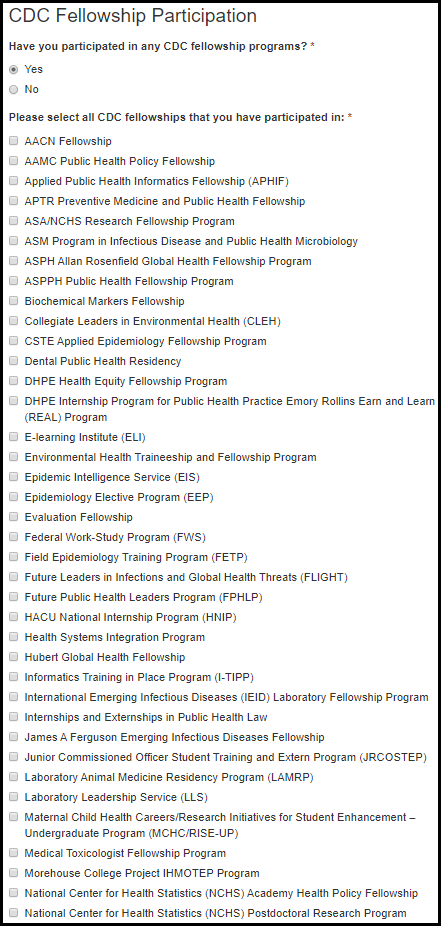 CDC Fellowship Participation
Have you participated in any CDC fellowship programs? *
Yes
No
Please select all CDC fellowships that you have participated in: *
AACN Fellowship
AAMC Public Health Policy Fellowship
Applied Public Health Informatics Fellowship (APHIF)
APTR Preventive Medicine and Public Health Fellowship
ASA/NCHS Research Fellowship Program
ASM Program in Infectious Disease and Public Health Microbiology
ASPH Allan Rosenfield Global Health Fellowship Program
ASPPH Public Health Fellowship Program
Biochemical Markers Fellowship
Collegiate Leaders in Environmental Health (CLEH)
CSTE Applied Epidemiology Fellowship Program
Dental Public Health Residency
DHPE Health Equity Fellowship Program
DHPE Internship Program for Public Health Practice Emory Rollins Earn and Learn
(REAL) Program
E-learning Institute (ELI)
Environmental Health Traineeship and Fellowship Program
Epidemic Intelligence Service (EIS)
Epidemiology Elective Program (EEP)
Evaluation Fellowship
Federal Work-Study Program (FWS)
Field Epidemiology Training Program (FETP)
Future Leaders in Infections and Global Health Threats (FLIGHT)
Future Public Health Leaders Program (FPHLP)
HACU National Internship Program (HNIP)
Health Systems Integration Program
Hubert Global Health Fellowship
Informatics Training in Place Program (I-TIPP)
International Emerging Infectious Diseases (IEID) Laboratory Fellowship Program
Internships and Externships in Public Health Law
James A Ferguson Emerging Infectious Diseases Fellowship
Junior Commissioned Officer Student Training and Extern Program (JRCOSTEP)
Laboratory Animal Medicine Residency Program (LAMRP)
Laboratory Leadership Service (LLS)
Maternal Child Health Careers/Research Initiatives for Student Enhancement –
Undergraduate Program (MCHC/RISE-UP)
Medical Toxicologist Fellowship Program
Morehouse College Project IHMOTEP Program
National Center for Health Statistics (NCHS) Academy Health Policy Fellowship
National Center for Health Statistics (NCHS) Postdoctoral Research Program